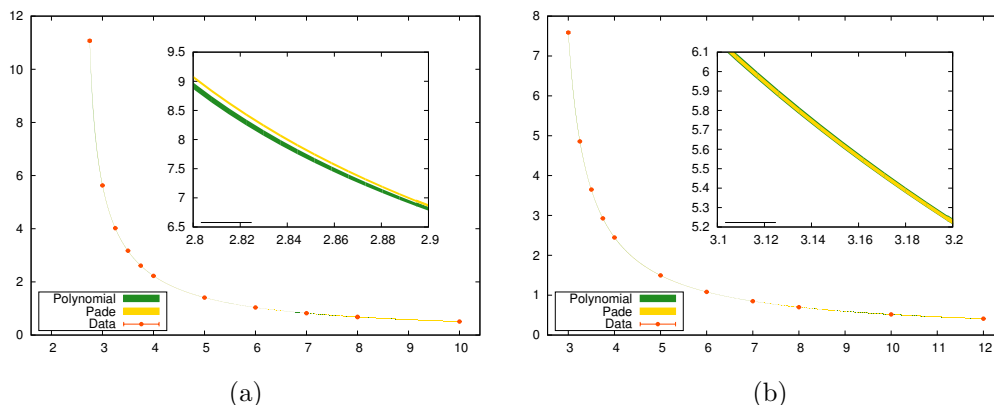 12
10
8
6
4
2
0
9.5
9
8.5
8
7.5
7
6.5
2.8 2.82 2.84 2.86 2.88 2.9
Polynomial
Pade
Data
2 3 4 5 6 7 8 9 10
(a)
8
7
6
5
4
3
2
1
0
6.1
6
5.9
5.8
5.7
5.6
5.5
5.4
5.3
5.2
3.1 3.12 3.14 3.16 3.18 3.2
Polynomial
Pade
Data
3 4 5 6 7 8 9 10 11 12
(b)